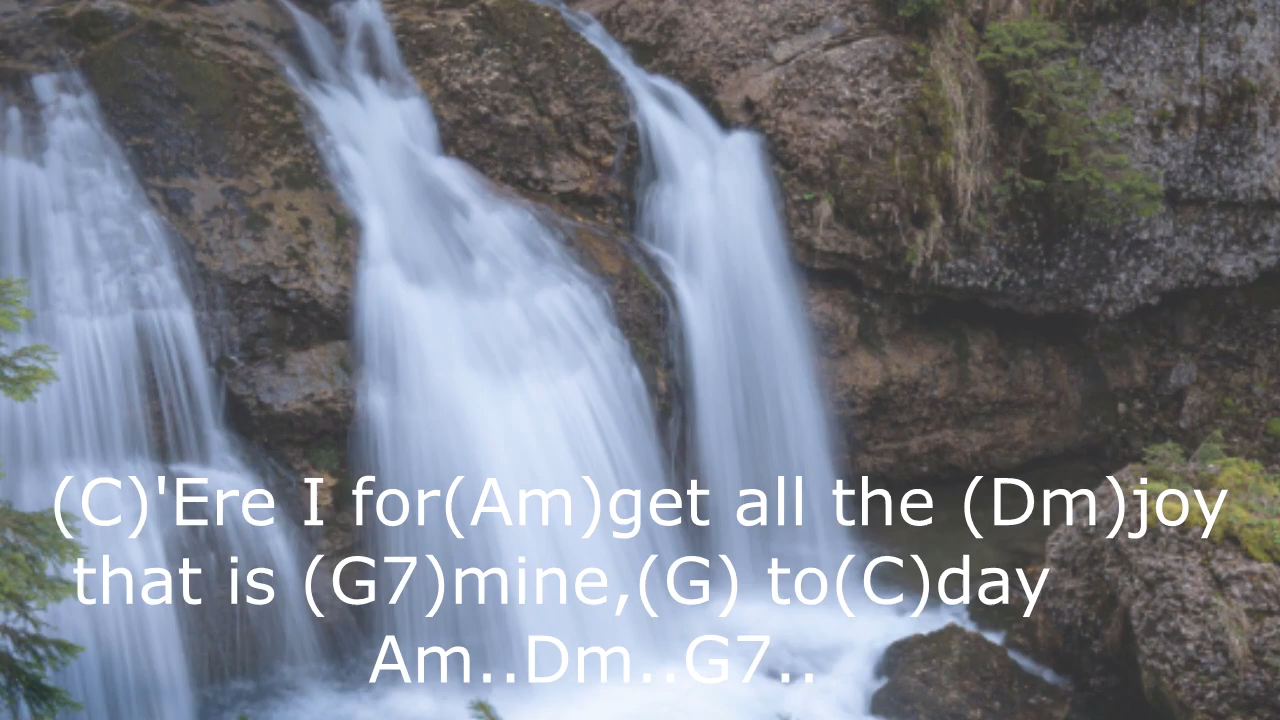 (C)'Ere I for(Am)get all the (Dm)joy
that is (G7)mine,(G) to(C)day
Am..Dm..G7..